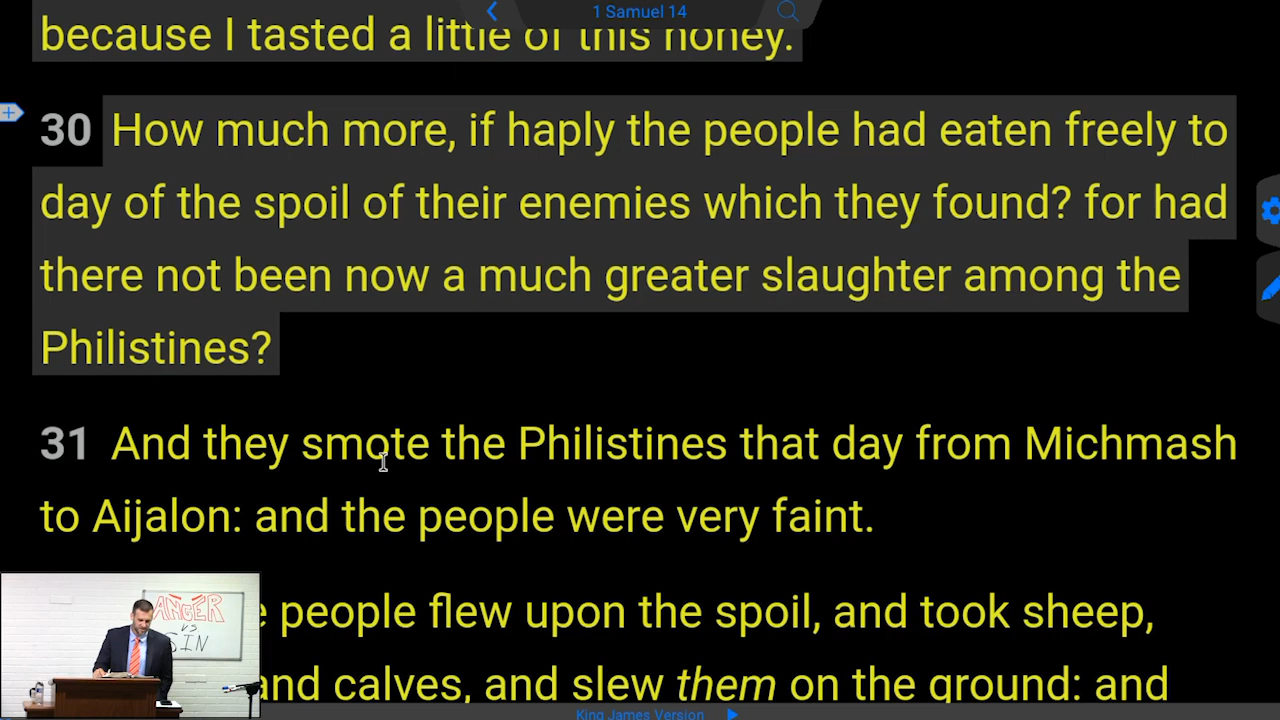 1 Samuel 14
because I tasted a little of this honey.
30 How much more, if haply the people had eaten freely to
day of the spoil of their enemies which they found? for had
there not been now a much greater slaughter among the
Philistines?
31 And they smote the Philistines that day from Michmash
to Aijalon: and the people were very faint.
people flew upon the spoil, and took sheep,
and calves, and slew them on the ground: and
ANGER
VS
SIN
King James Version